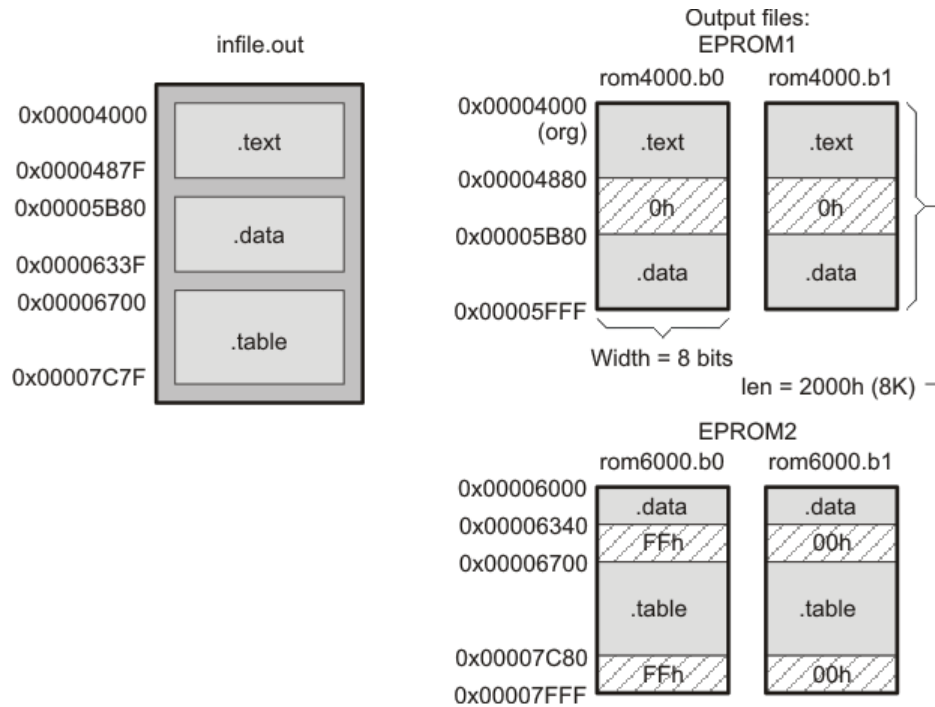 infile.out
0x00004000
.text
0x0000487F
0x00005B80
.data
0x0000633F
0x00006700
.table
0x00007C7F
Output files:
EPROM1
rom4000.b0 rom4000.b1
0x00004000
(org)
.text .text
0x00004880
0h 0h
0x00005B80
.data .data
0x00005FFF
Width = 8 bits
len = 2000h (8K)
EPROM2
rom6000.b0 rom6000.b1
0x00006000
.data .data
0x00006340
FFh 00h
0x00006700
.table .table
0x00007C80
FFh 00h
0x00007FFF